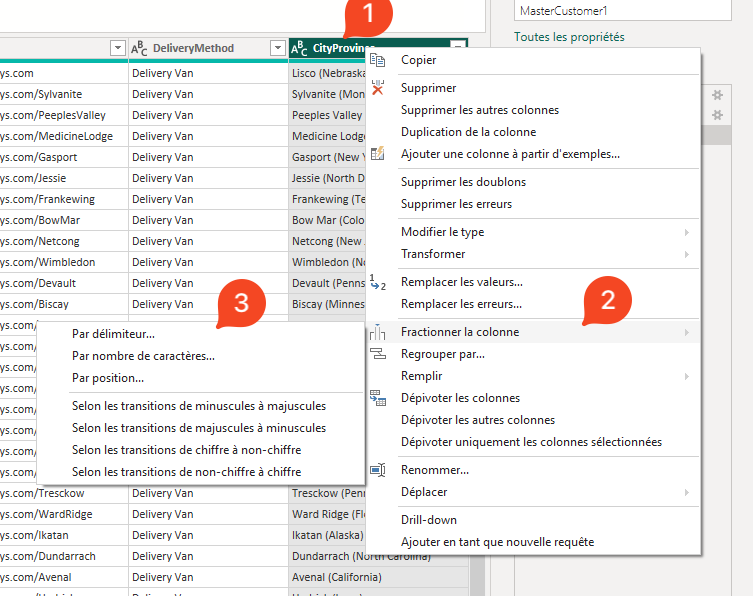 MasterCustomer1
Toutes les propriétés
1
DeliveryMethod
CityProvince
ys.com
Delivery Van
Lisco (Nebraska
ys.com/Sylvanite
Delivery Van
Sylvanite (Mon
ys.com/PeeplesValley
Delivery Van
Peeples Valley
ys.com/MedicineLodge
Delivery Van
Medicine Lodg
ys.com/Gasport
Delivery Van
Gasport (New Y
ys.com/Jessie
Delivery Van
Jessie (North D
ys.com/Frankewing
Delivery Van
Frankewing (Te
ys.com/BowMar
Delivery Van
Bow Mar (Colo
ys.com/Netcong
Delivery Van
Netcong (New
ys.com/Wimbledon
Delivery Van
Wimbledon (No
ys.com/Devault
Delivery Van
Devault (Penns
ys.com/Biscay
Delivery Van
Biscay (Minnes
Copier
Supprimer
Supprimer les autres colonnes
Duplication de la colonne
Ajouter une colonne à partir d'exemples...
Supprimer les doublons
Supprimer les erreurs
Modifier le type
Transformer
Remplacer les valeurs...
Remplacer les erreurs...
2
Fractionner la colonne
Regrouper par...
Remplir
Dépivoter les colonnes
Dépivoter les autres colonnes
Dépivoter uniquement les colonnes sélectionnées
Renommer...
Déplacer
Drill-down
Ajouter en tant que nouvelle requête
3
Par délimiteur...
Par nombre de caractères...
Par position...
Selon les transitions de minuscules à majuscules
Selon les transitions de majuscules à minuscules
Selon les transitions de chiffre à non-chiffre
Selon les transitions de non-chiffre à chiffre
ys.com/Tresckow
Delivery Van
Tresckow (Penn
ys.com/WardRidge
Delivery Van
Ward Ridge (Fl
ys.com/Ikatan
Delivery Van
Ikatan (Alaska)
ys.com/Dundarrach
Delivery Van
Dundarrach (North Carolina)
ys.com/Avenal
Delivery Van
Avenal (California)